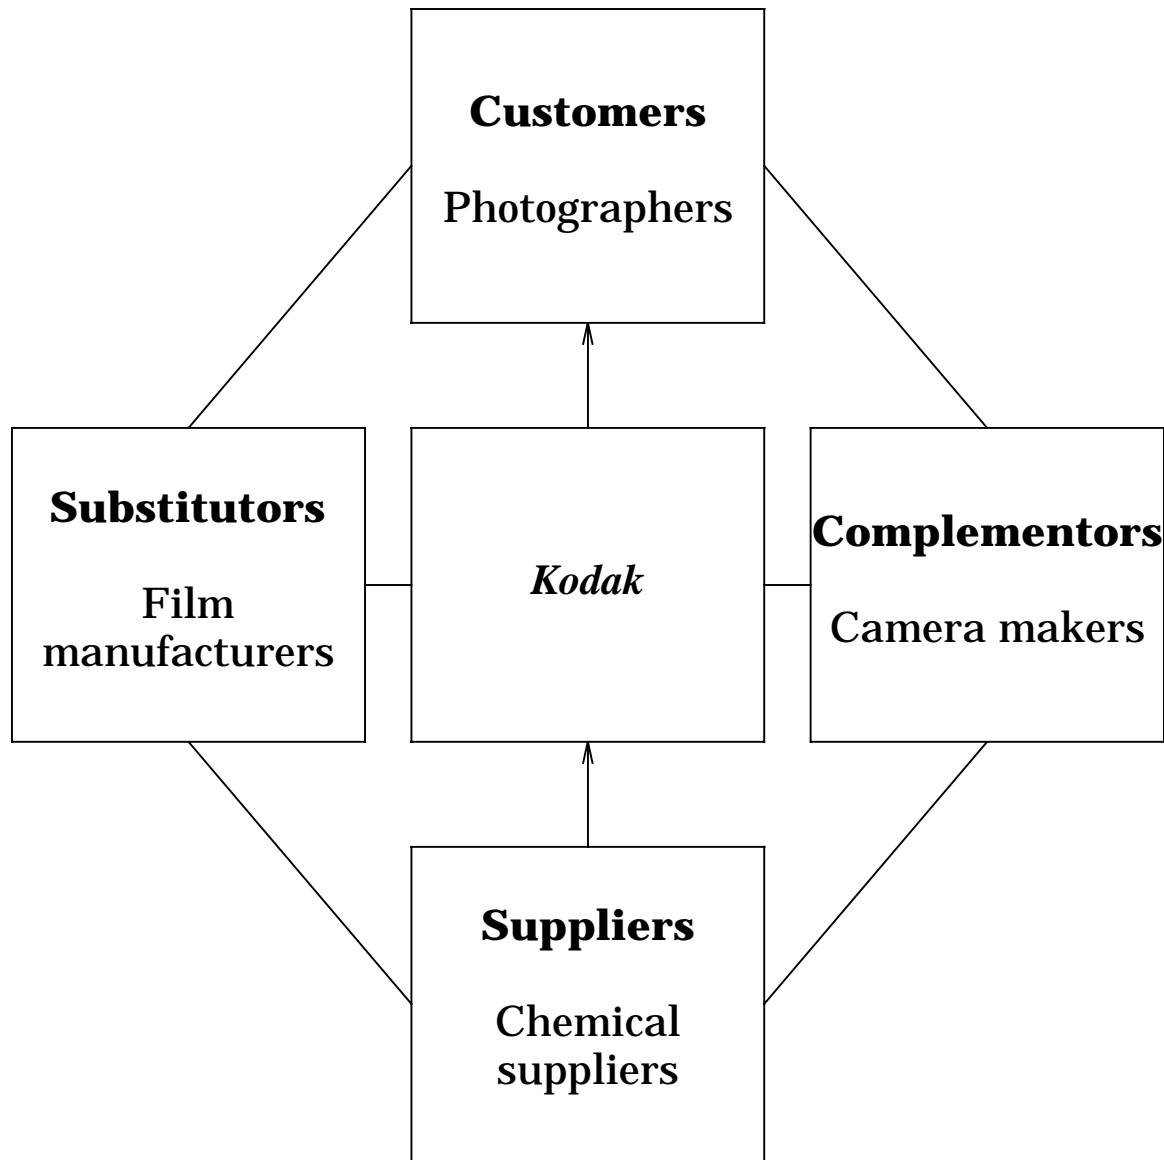 Customers
Photographers
Substitutors
Film
manufacturers
Kodak
Complementors
Camera makers
Suppliers
Chemical
suppliers